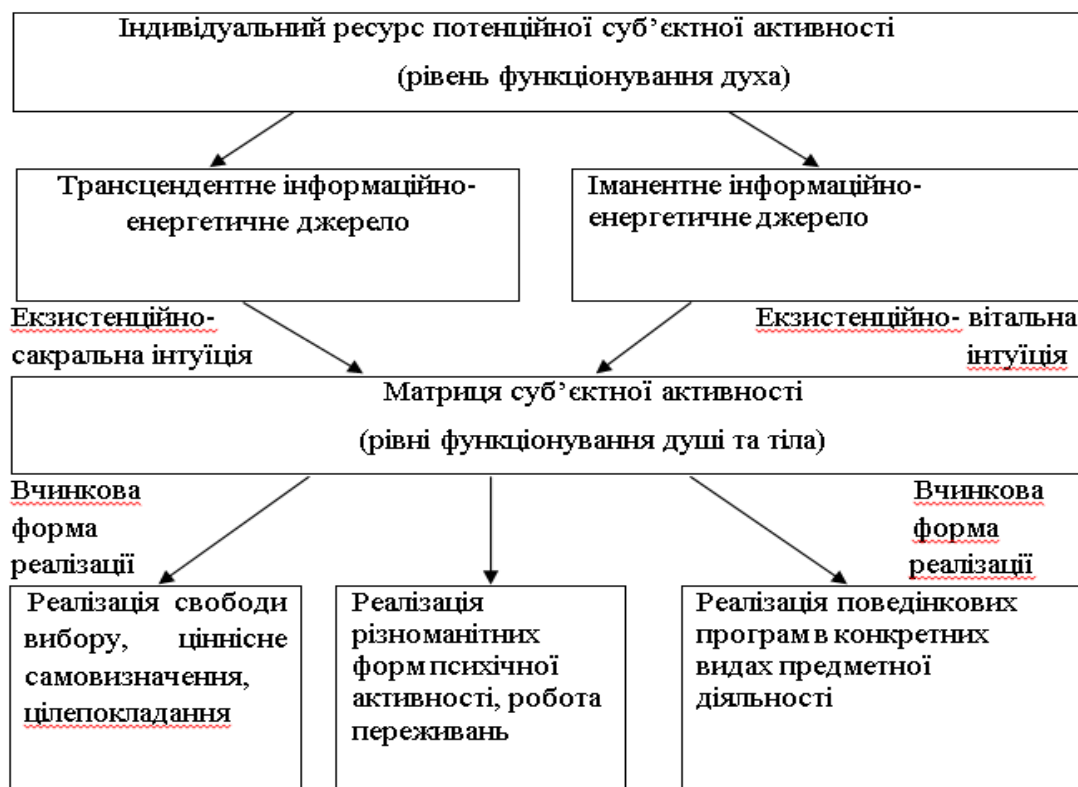 Індивідуальний ресурс потенційної суб’єктної активності
(рівень функціонування духа)
Трансцендентне інформаційно-
енергетичне джерело
Іманентне інформаційно-
енергетичне джерело
Екзистенційно-
сакральна інтуїція
Екзистенційно- вітальна
інтуїція
Матриця суб’єктної активності
(рівні функціонування душі та тіла)
Вчинкова
форма
реалізації
Вчинкова
форма
реалізації
Реалізація свободи
вибору, ціннісне
самовизначення,
цілепокладання
Реалізація
різноманітних
форм психічної
активності, робота
переживань
Реалізація поведінкових
програм в конкретних
видах предметної
діяльності